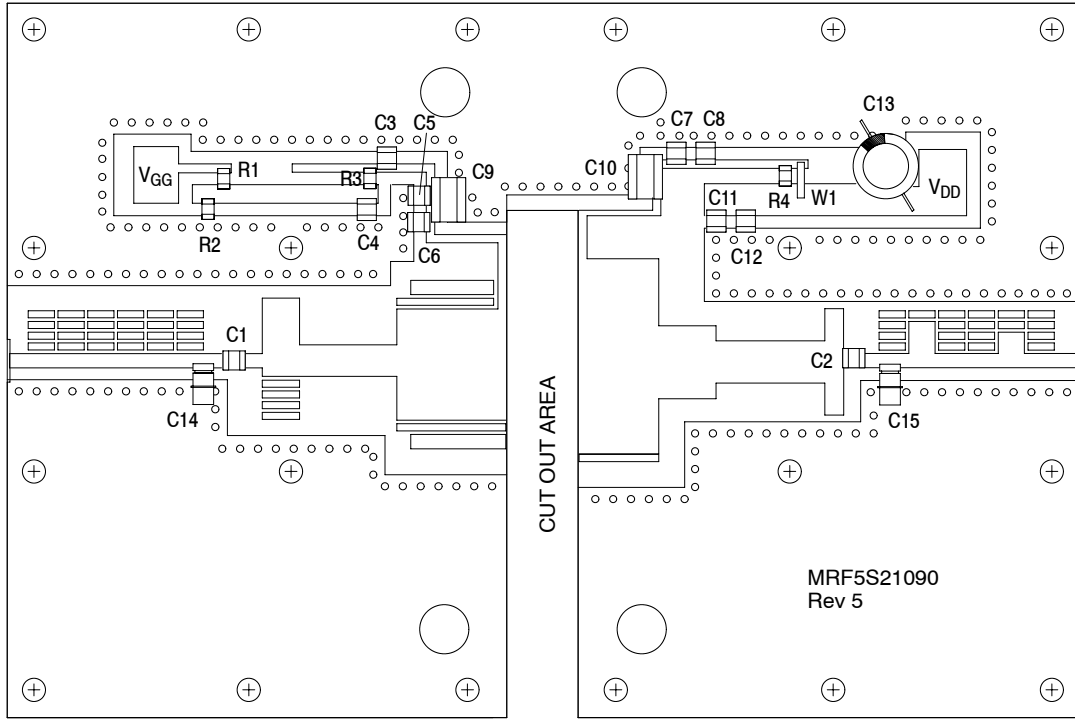 C13
C3
C5
C7 C8
VGG
R1
R3
C9
C10
R4
W1
VDD
C11
R2
C4
C6
C12
C1
C2
C14
C15
CUT OUT AREA
MRF5S21090
Rev 5